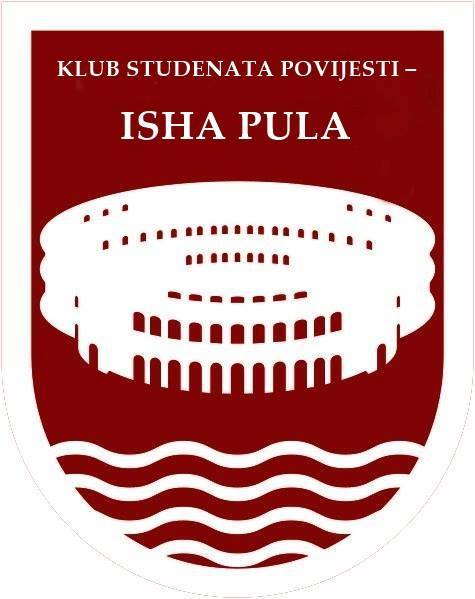 KLUB STUDENATA POVIJESTI –
ISHA PULA